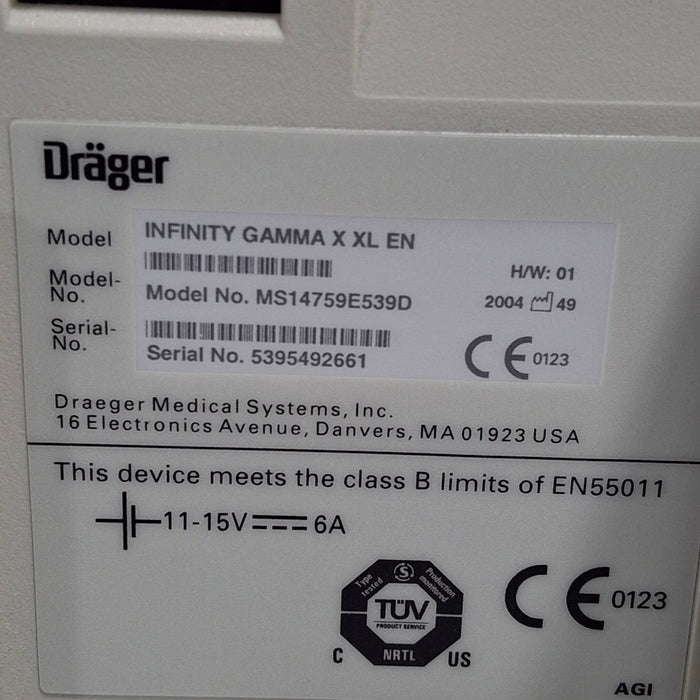 Dräger
Model
INFINITY GAMMA X XL EN
H/W: 01
Model-
No.
Model No. MS14759E539D
2004 49
Serial-
No.
Serial No. 5395492661
CE 0123
Draeger Medical Systems, Inc.
16 Electronics Avenue, Danvers, MA 01923 USA
This device meets the class B limits of EN55011
11-15V 6A
Type tested
S
Production monitored
TÜV
PRODUCT SERVICE
C NRTL US
CE 0123
AGI